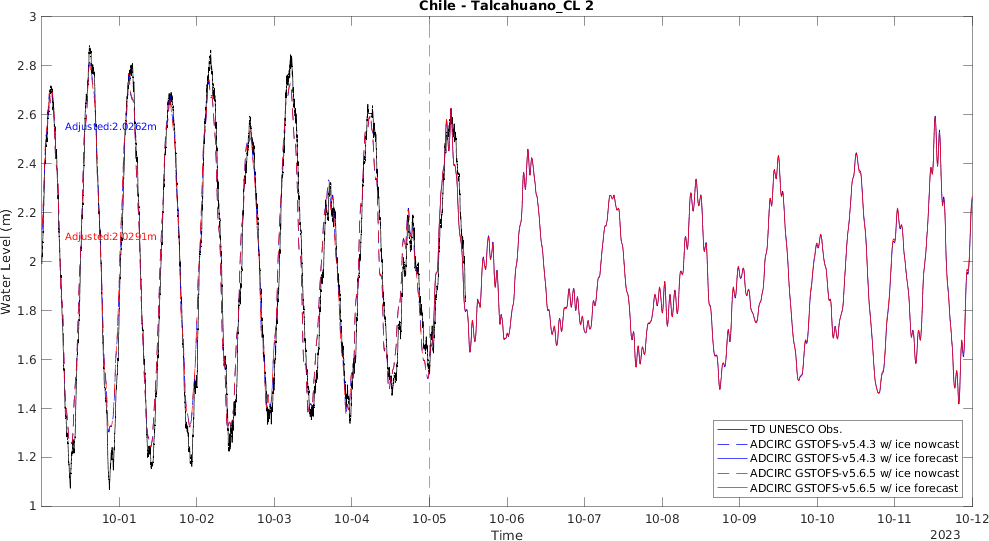 Chile - Talcahuano_CL 2
3
2.8
2.6
2.4
2.2
2
1.8
1.6
1.4
1.2
1
Water Level (m)
Adjusted:2.0262m
Adjusted:2.0291m
TD UNESCO Obs.
ADCIRC GSTOFS-v5.4.3 w/ ice nowcast
ADCIRC GSTOFS-v5.4.3 w/ ice forecast
ADCIRC GSTOFS-v5.6.5 w/ ice nowcast
ADCIRC GSTOFS-v5.6.5 w/ ice forecast
10-01 10-02 10-03 10-04 10-05 10-06 10-07 10-08 10-09 10-10 10-11 10-12
Time
2023